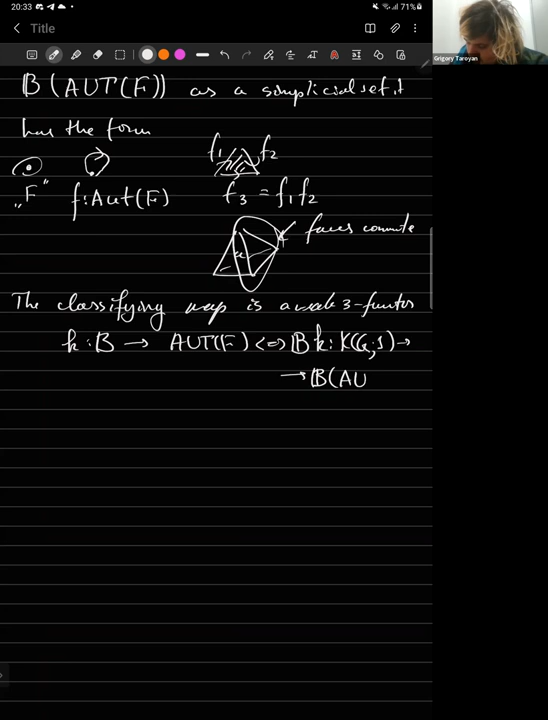 20:33
71%
Title
Grigory Taroyan
𝔹(AUT(F)) as a simplicial set it
has the form
f₁ f₂
„F” f:Aut(F) f₃ = f₁f₂
faces commute
The classifying map is a weak 3-functor
k:B → AUT(F) <=> 𝔹k: K(G;1) →
→ 𝔹(AU